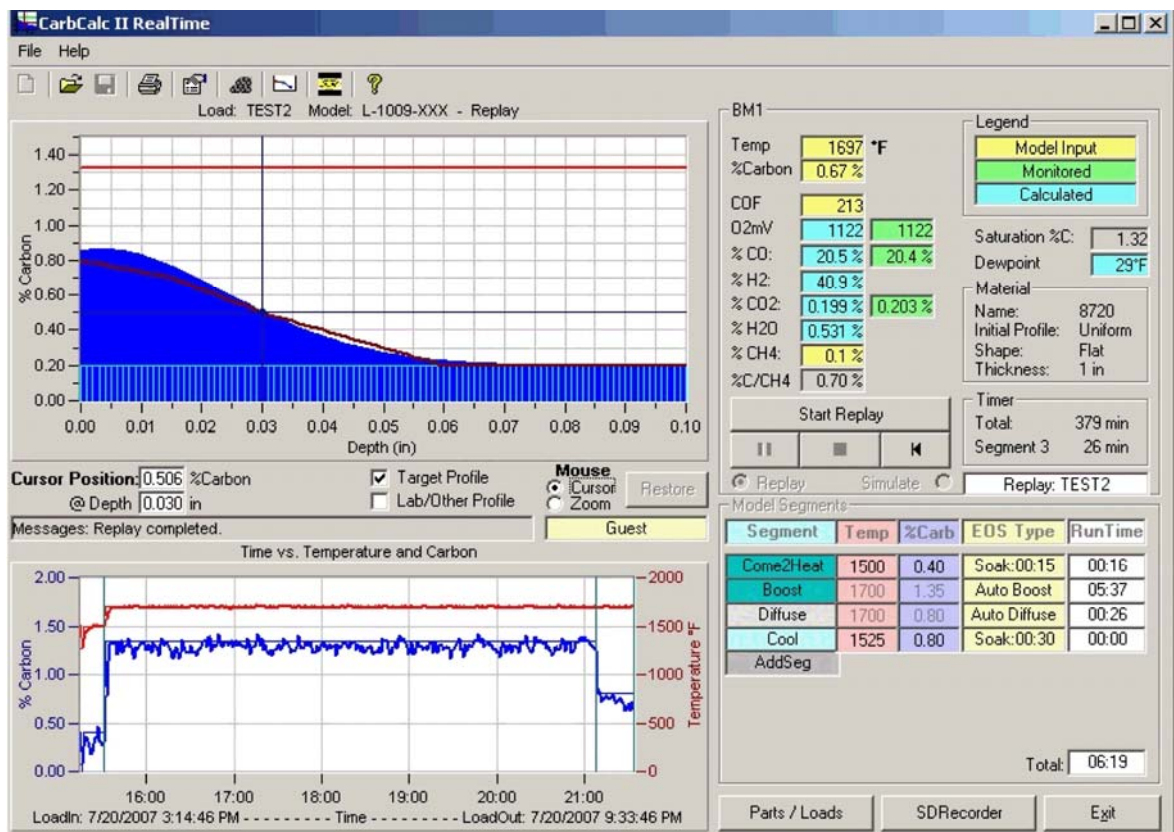 CarbCalc II RealTime
File Help
Load: TEST2 Model: L-1009-XXX - Replay
% Carbon
1.40
1.20
1.00
0.80
0.60
0.40
0.20
0.00
0.00 0.01 0.02 0.03 0.04 0.05 0.06 0.07 0.08 0.09 0.10
Depth (in)
Cursor Position: 0.506 %Carbon
@ Depth 0.030 in
Target Profile
Lab/Other Profile
Mouse
Cursor
Zoom
Restore
Messages: Replay completed.
Guest
Time vs. Temperature and Carbon
% Carbon
2.00
1.50
1.00
0.50
0.00
2000
1500
1000
500
0
Temperature °F
16:00 17:00 18:00 19:00 20:00 21:00
LoadIn: 7/20/2007 3:14:46 PM - - - - - - - - - Time - - - - - - - - - LoadOut: 7/20/2007 9:33:46 PM
BM1
Temp 1697 °F
%Carbon 0.67 %
COF 213
O2mV 1122 1122
% CO: 20.5 % 20.4 %
% H2: 40.9 %
% CO2: 0.199 % 0.203 %
% H2O 0.531 %
% CH4: 0.1 %
%C/CH4 0.70 %
Legend
Model Input
Monitored
Calculated
Saturation %C: 1.32
Dewpoint 29°F
Material
Name: 8720
Initial Profile: Uniform
Shape: Flat
Thickness: 1 in
Start Replay
Timer
Total: 379 min
Segment 3 26 min
Replay Simulate
Replay: TEST2
Model Segments
Segment Temp %Carb EOS Type RunTime
Come2Heat 1500 0.40 Soak:00:15 00:16
Boost 1700 1.35 Auto Boost 05:37
Diffuse 1700 0.80 Auto Diffuse 00:26
Cool 1525 0.80 Soak:00:30 00:00
AddSeg
Total: 06:19
Parts / Loads
SDRecorder
Exit